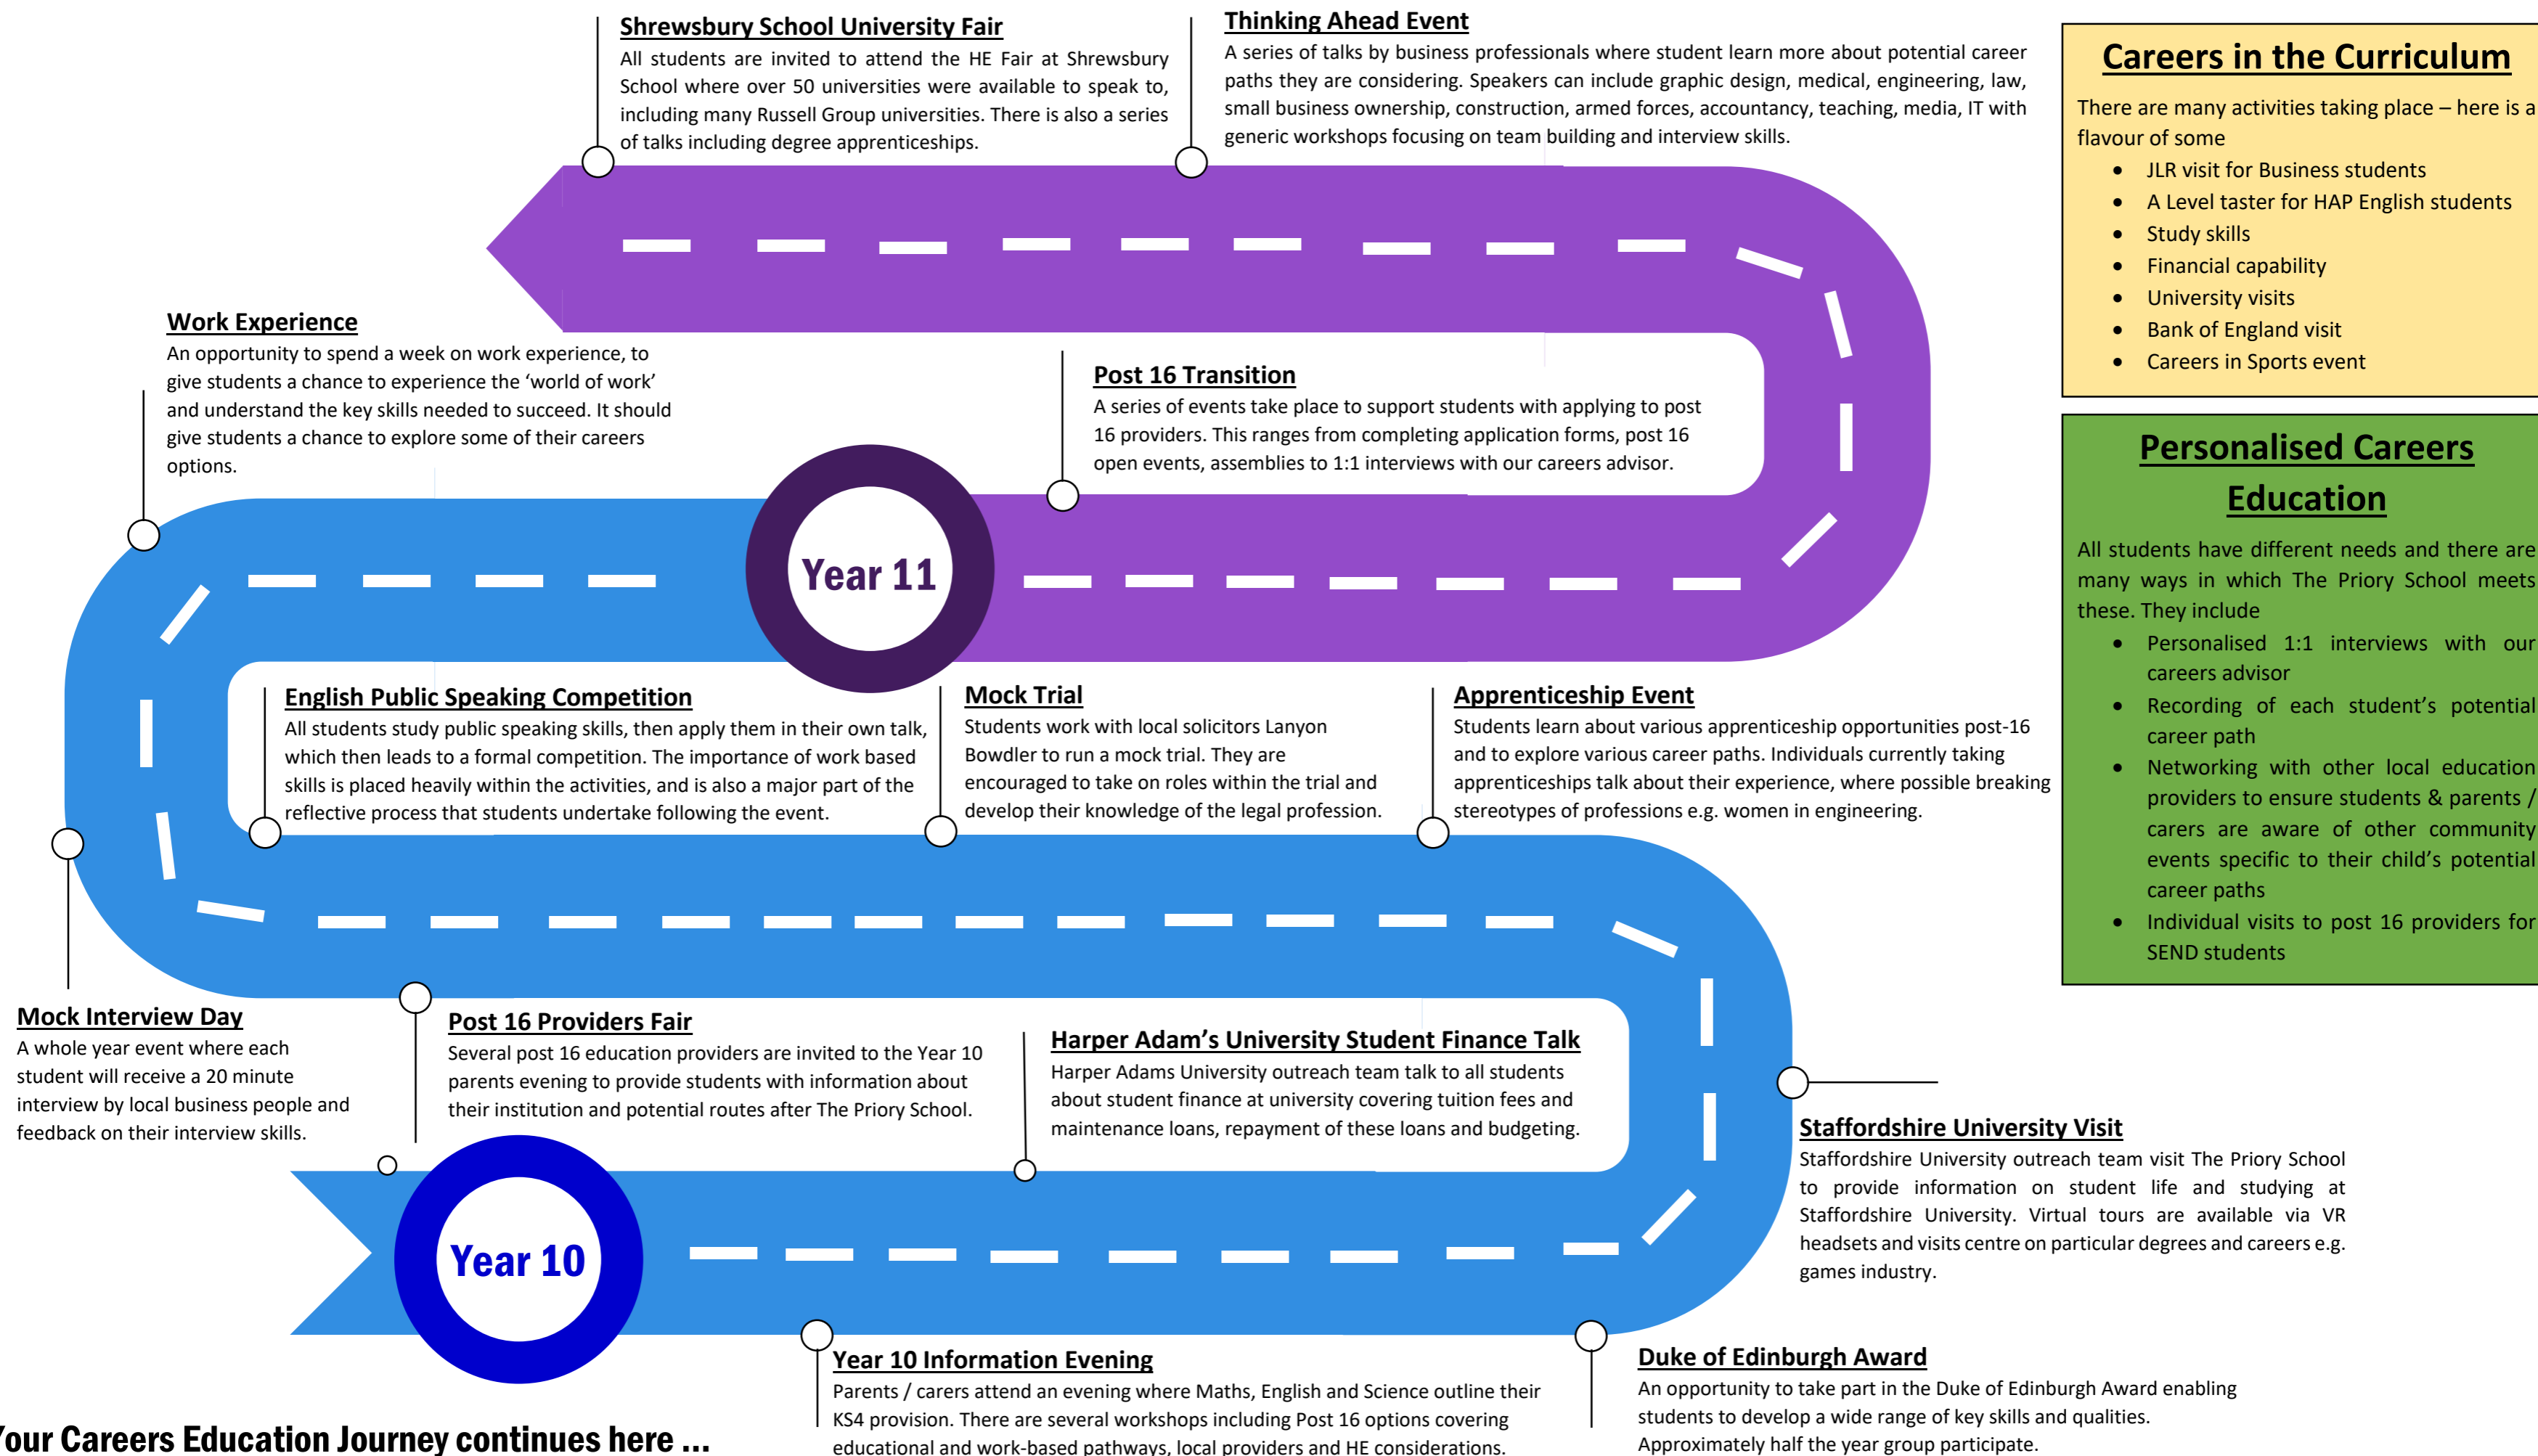 Shrewsbury School University Fair
All students are invited to attend the HE Fair at Shrewsbury
School where over 50 universities were available to speak to,
including many Russell Group universities. There is also a series
of talks including degree apprenticeships.
Thinking Ahead Event
A series of talks by business professionals where student learn more about potential career
paths they are considering. Speakers can include graphic design, medical, engineering, law,
small business ownership, construction, armed forces, accountancy, teaching, media, IT with
generic workshops focusing on team building and interview skills.
Careers in the Curriculum
There are many activities taking place – here is a
flavour of some
• JLR visit for Business students
• A Level taster for HAP English students
• Study skills
• Financial capability
• University visits
• Bank of England visit
• Careers in Sports event
Work Experience
An opportunity to spend a week on work experience, to
give students a chance to experience the ‘world of work’
and understand the key skills needed to succeed. It should
give students a chance to explore some of their careers
options.
Post 16 Transition
A series of events take place to support students with applying to post
16 providers. This ranges from completing application forms, post 16
open events, assemblies to 1:1 interviews with our careers advisor.
Personalised Careers
Education
All students have different needs and there are
many ways in which The Priory School meets
these. They include
• Personalised 1:1 interviews with our
careers advisor
• Recording of each student’s potential
career path
• Networking with other local education
providers to ensure students & parents /
carers are aware of other community
events specific to their child’s potential
career paths
• Individual visits to post 16 providers for
SEND students
Year 11
English Public Speaking Competition
All students study public speaking skills, then apply them in their own talk,
which then leads to a formal competition. The importance of work based
skills is placed heavily within the activities, and is also a major part of the
reflective process that students undertake following the event.
Mock Trial
Students work with local solicitors Lanyon
Bowdler to run a mock trial. They are
encouraged to take on roles within the trial and
develop their knowledge of the legal profession.
Apprenticeship Event
Students learn about various apprenticeship opportunities post-16
and to explore various career paths. Individuals currently taking
apprenticeships talk about their experience, where possible breaking
stereotypes of professions e.g. women in engineering.
Mock Interview Day
A whole year event where each
student will receive a 20 minute
interview by local business people and
feedback on their interview skills.
Post 16 Providers Fair
Several post 16 education providers are invited to the Year 10
parents evening to provide students with information about
their institution and potential routes after The Priory School.
Harper Adam’s University Student Finance Talk
Harper Adams University outreach team talk to all students
about student finance at university covering tuition fees and
maintenance loans, repayment of these loans and budgeting.
Staffordshire University Visit
Staffordshire University outreach team visit The Priory School
to provide information on student life and studying at
Staffordshire University. Virtual tours are available via VR
headsets and visits centre on particular degrees and careers e.g.
games industry.
Year 10
Year 10 Information Evening
Parents / carers attend an evening where Maths, English and Science outline their
KS4 provision. There are several workshops including Post 16 options covering
educational and work-based pathways, local providers and HE considerations.
Duke of Edinburgh Award
An opportunity to take part in the Duke of Edinburgh Award enabling
students to develop a wide range of key skills and qualities.
Approximately half the year group participate.
Your Careers Education Journey continues here ...